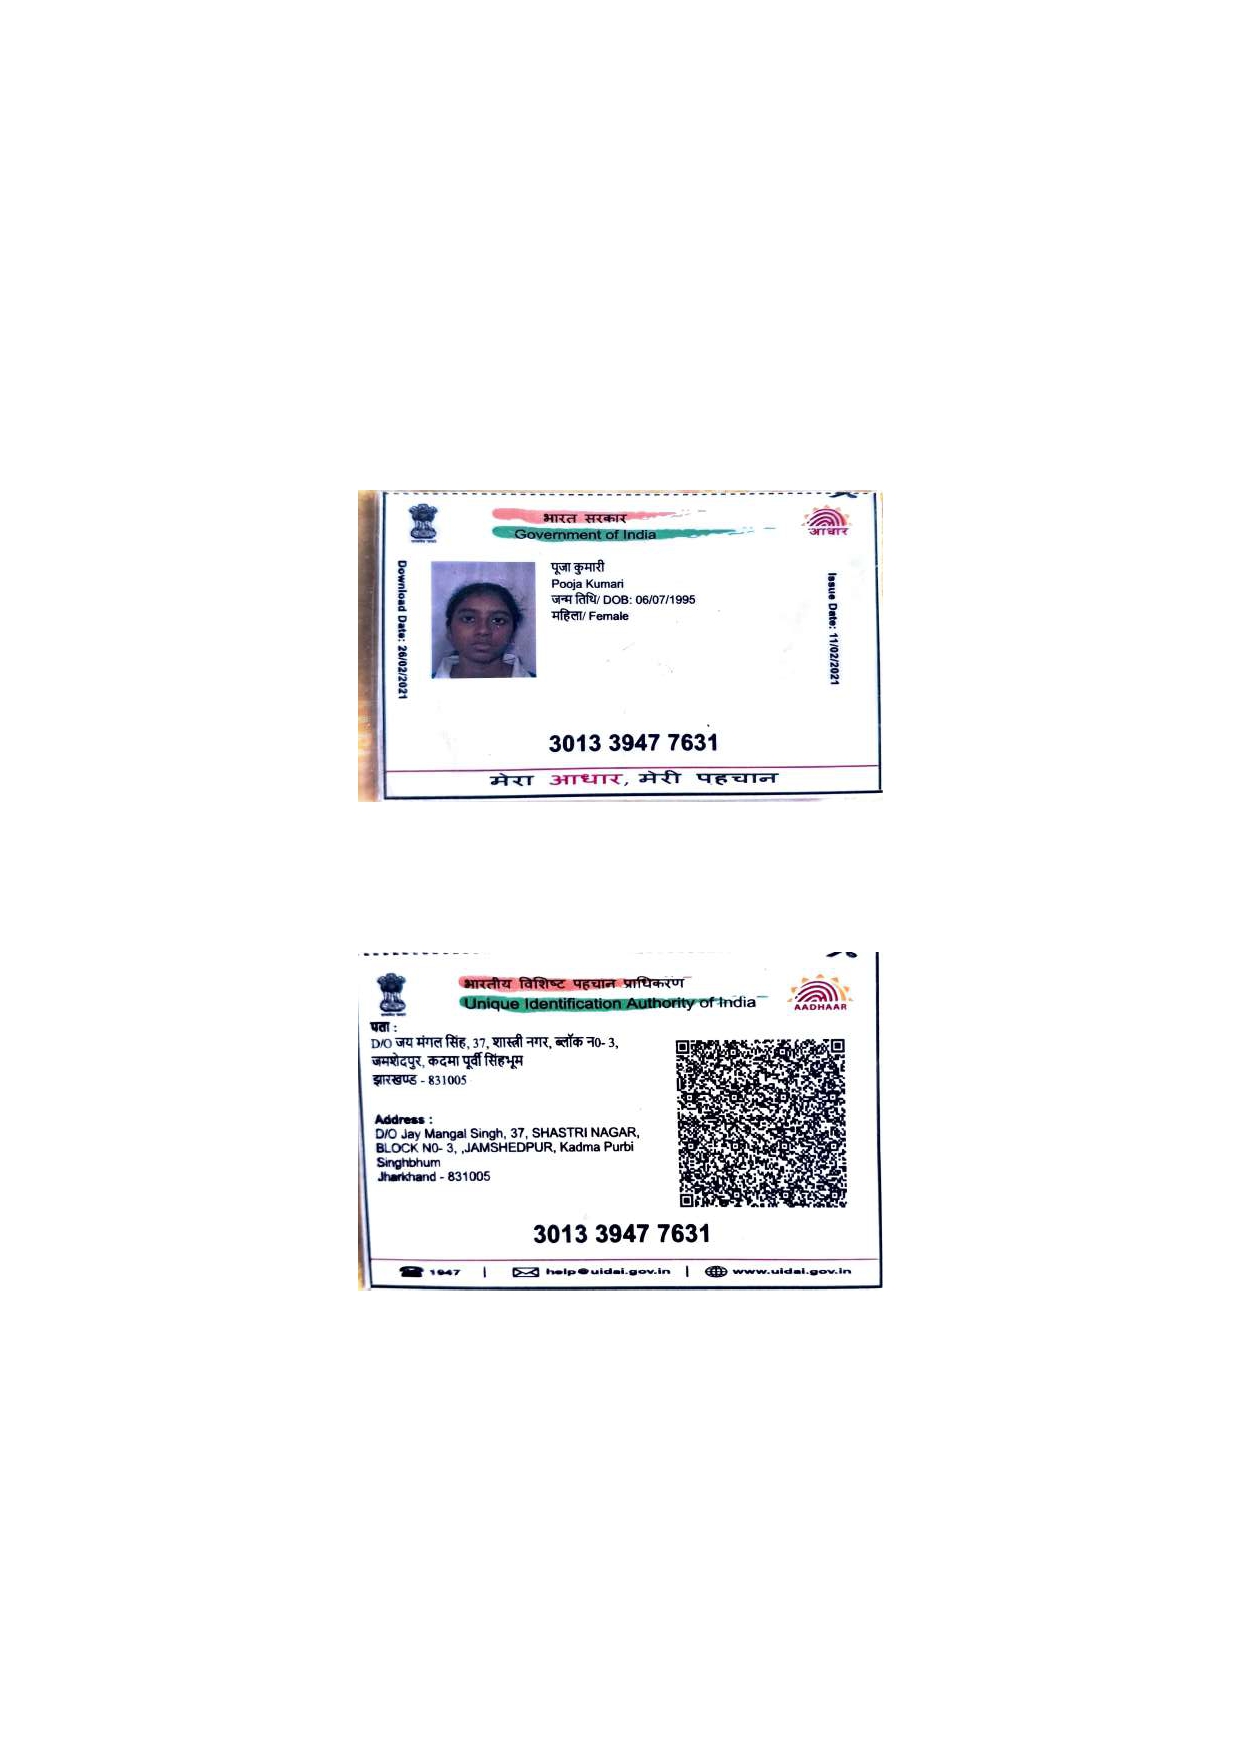 भारत सरकार
Government of India
आधार
Download Date: 26/02/2021
पूजा कुमारी
Pooja Kumari
जन्म तिथि/ DOB: 06/07/1995
महिला/ Female
Issue Date: 11/02/2021
3013 3947 7631
मेरा आधार, मेरी पहचान
भारतीय विशिष्ट पहचान प्राधिकरण
Unique Identification Authority of India
AADHAAR
पता :
D/O जय मंगल सिंह, 37, शास्त्री नगर, ब्लॉक न0- 3,
जमशेदपुर, कदमा पूर्वी सिंहभूम
झारखण्ड - 831005
Address :
D/O Jay Mangal Singh, 37, SHASTRI NAGAR,
BLOCK N0- 3, ,JAMSHEDPUR, Kadma Purbi
Singhbhum
Jharkhand - 831005
3013 3947 7631
1947 | help@uidai.gov.in | www.uidai.gov.in